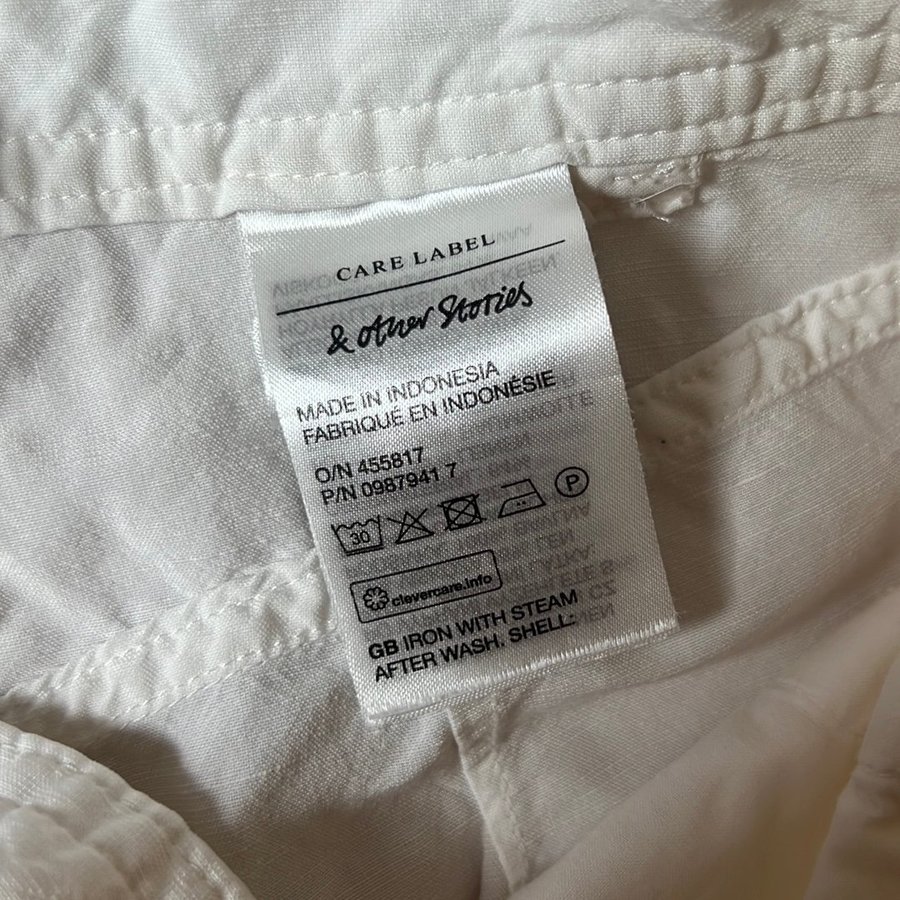 CARE LABEL
& other Stories
MADE IN INDONESIA
FABRIQUÉ EN INDONÉSIE
O/N 455817
P/N 0987941 7
30
P
clevercare.info
GB IRON WITH STEAM
AFTER WASH. SHELL: